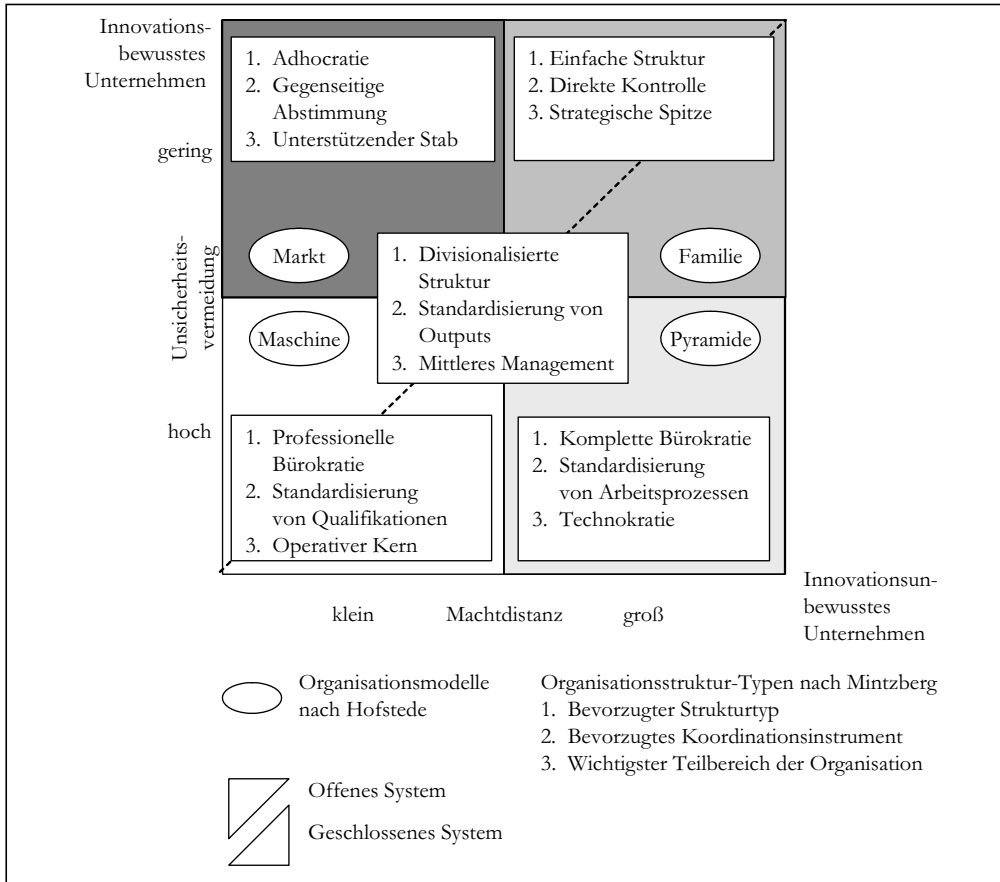 Innovations-
bewusstes
Unternehmen
1. Adhocratie
2. Gegenseitige
Abstimmung
3. Unterstützender Stab
1. Einfache Struktur
2. Direkte Kontrolle
3. Strategische Spitze
gering
Unsicherheits-
vermeidung
Markt
Familie
1. Divisionalisierte
Struktur
2. Standardisierung von
Outputs
3. Mittleres Management
Maschine
Pyramide
hoch
1. Professionelle
Bürokratie
2. Standardisierung
von Qualifikationen
3. Operativer Kern
1. Komplette Bürokratie
2. Standardisierung
von Arbeitsprozessen
3. Technokratie
klein Machtdistanz groß
Innovationsun-
bewusstes
Unternehmen
Organisationsmodelle
nach Hofstede
Organisationsstruktur-Typen nach Mintzberg
1. Bevorzugter Strukturtyp
2. Bevorzugtes Koordinationsinstrument
3. Wichtigster Teilbereich der Organisation
Offenes System
Geschlossenes System